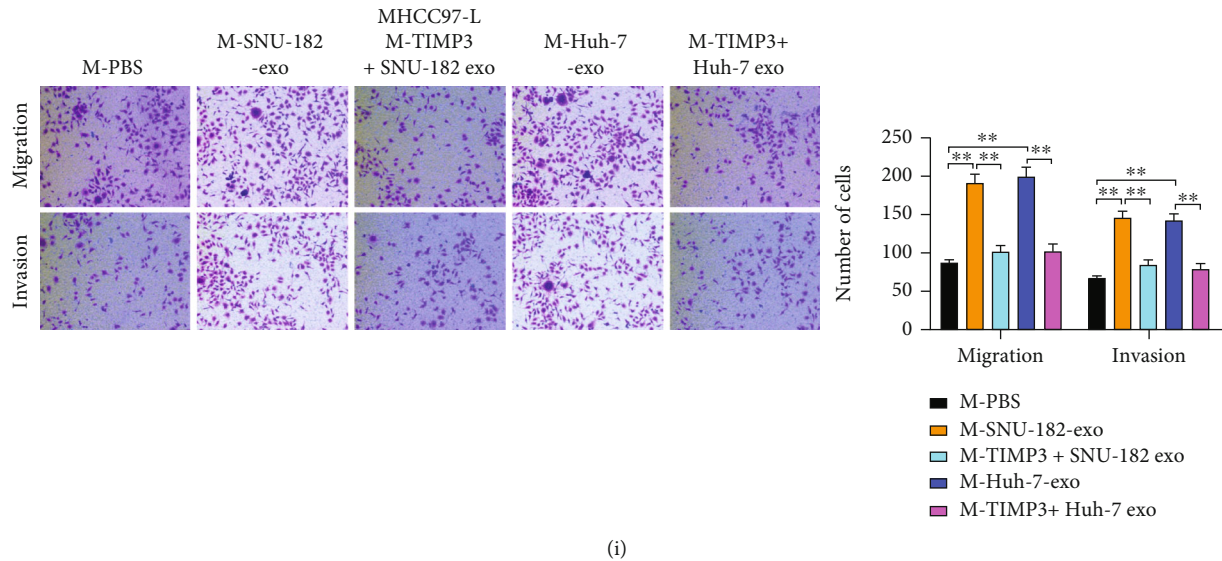 MHCC97-L
M-PBS
M-SNU-182
-exo
M-TIMP3
+ SNU-182 exo
M-Huh-7
-exo
M-TIMP3+
Huh-7 exo
Migration
Invasion
Number of cells
250
200
150
100
50
0
** ** ** **
** ** ** **
Migration Invasion
M-PBS
M-SNU-182-exo
M-TIMP3 + SNU-182 exo
M-Huh-7-exo
M-TIMP3+ Huh-7 exo
(i)